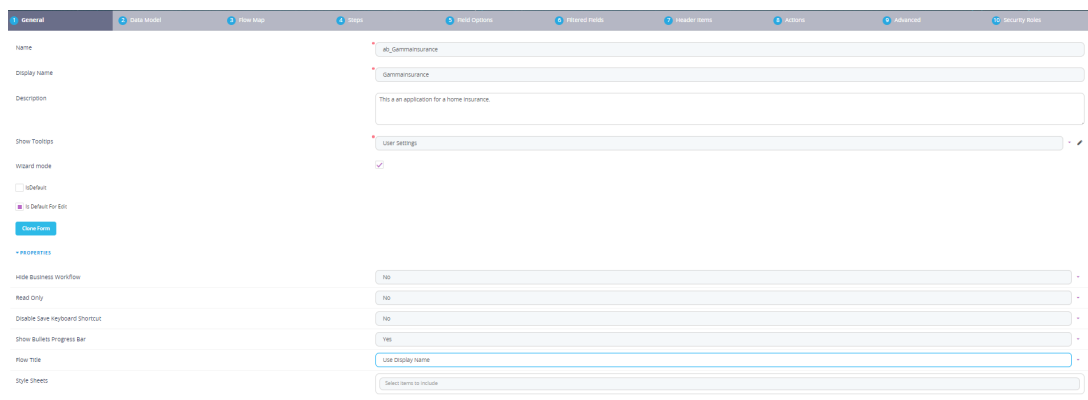 1 General 2 Data Model 3 Flow Map 4 Steps 5 Field Options 6 Filtered Fields 7 Header Items 8 Actions 9 Advanced 10 Security Roles
Name * ab_GammaInsurance
Display Name * GammaInsurance
Description This a an application for a home insurance.
Show Tooltips * User Settings
Wizard mode
IsDefault
Is Default For Edit
Clone Form
PROPERTIES
Hide Business Workflow No
Read Only No
Disable Save Keyboard Shortcut No
Show Bullets Progress Bar Yes
Flow Title Use Display Name
Style Sheets Select items to include